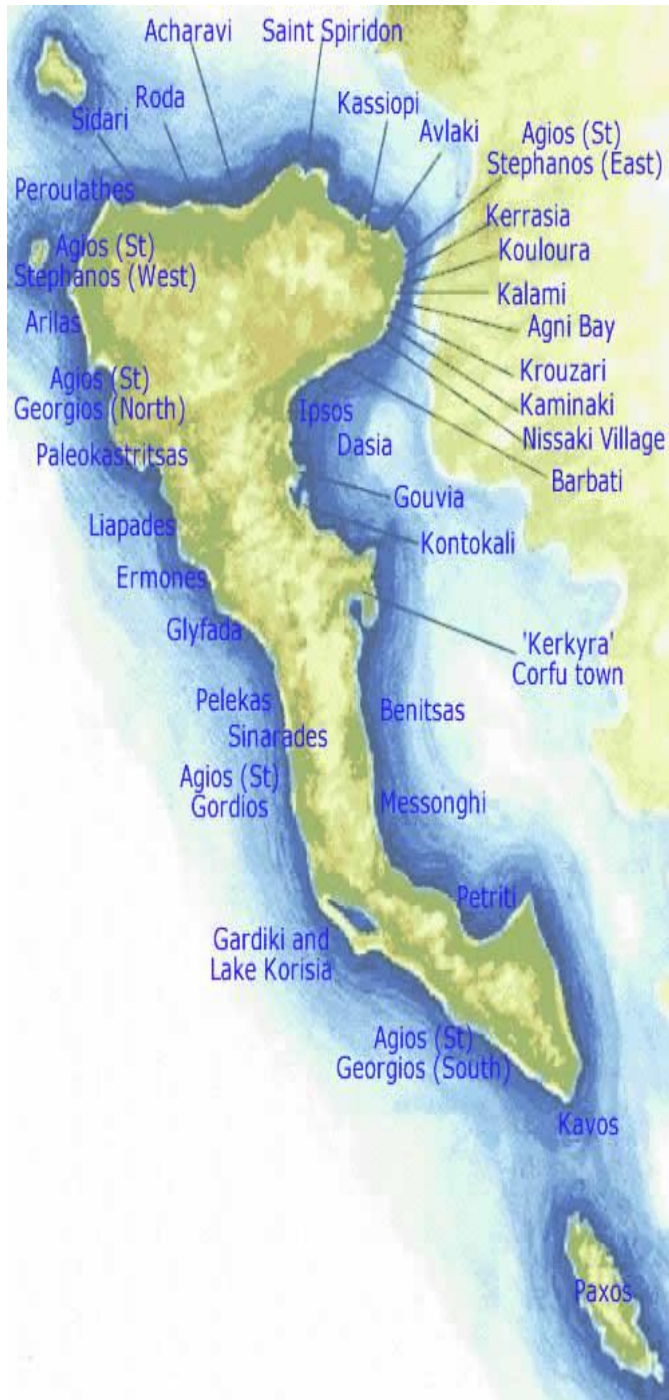 Acharavi
Saint Spiridon
Roda
Kassiopi
Sidari
Avlaki
Agios (St)
Stephanos (East)
Peroulathes
Kerrasia
Agios (St)
Stephanos (West)
Kouloura
Kalami
Arilas
Agni Bay
Krouzari
Agios (St)
Georgios (North)
Kaminaki
Ipsos
Nissaki Village
Dasia
Paleokastritsas
Barbati
Gouvia
Liapades
Kontokali
Ermones
Glyfada
'Kerkyra'
Corfu town
Pelekas
Benitsas
Sinarades
Agios (St)
Gordios
Messonghi
Petriti
Gardiki and
Lake Korisia
Agios (St)
Georgios (South)
Kavos
Paxos